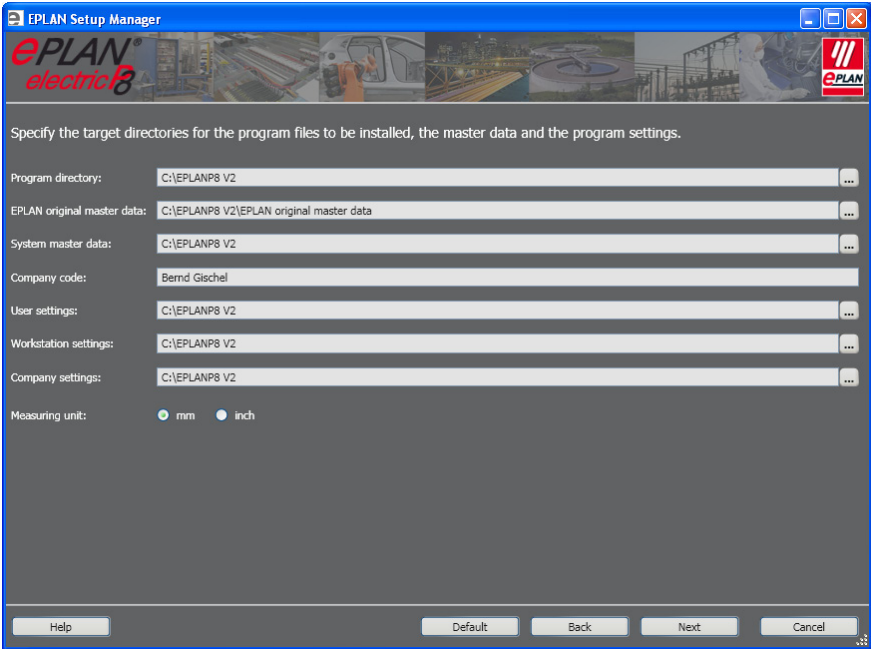 EPLAN Setup Manager
ePLAN®
electric P8
ePLAN
Specify the target directories for the program files to be installed, the master data and the program settings.
Program directory: C:\EPLANP8 V2 ...
EPLAN original master data: C:\EPLANP8 V2\EPLAN original master data ...
System master data: C:\EPLANP8 V2 ...
Company code: Bernd Gischel
User settings: C:\EPLANP8 V2 ...
Workstation settings: C:\EPLANP8 V2 ...
Company settings: C:\EPLANP8 V2 ...
Measuring unit: mm inch
Help Default Back Next Cancel